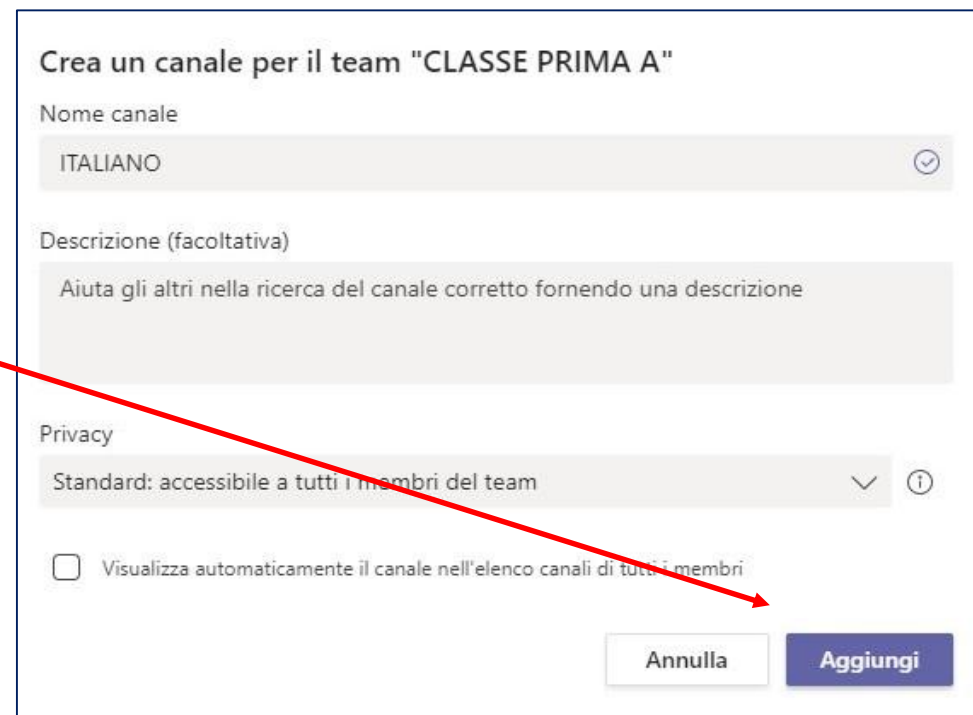 Crea un canale per il team "CLASSE PRIMA A"
Nome canale
ITALIANO
Descrizione (facoltativa)
Aiuta gli altri nella ricerca del canale corretto fornendo una descrizione
Privacy
Standard: accessibile a tutti i membri del team
Visualizza automaticamente il canale nell'elenco canali di tutti i membri
Annulla Aggiungi